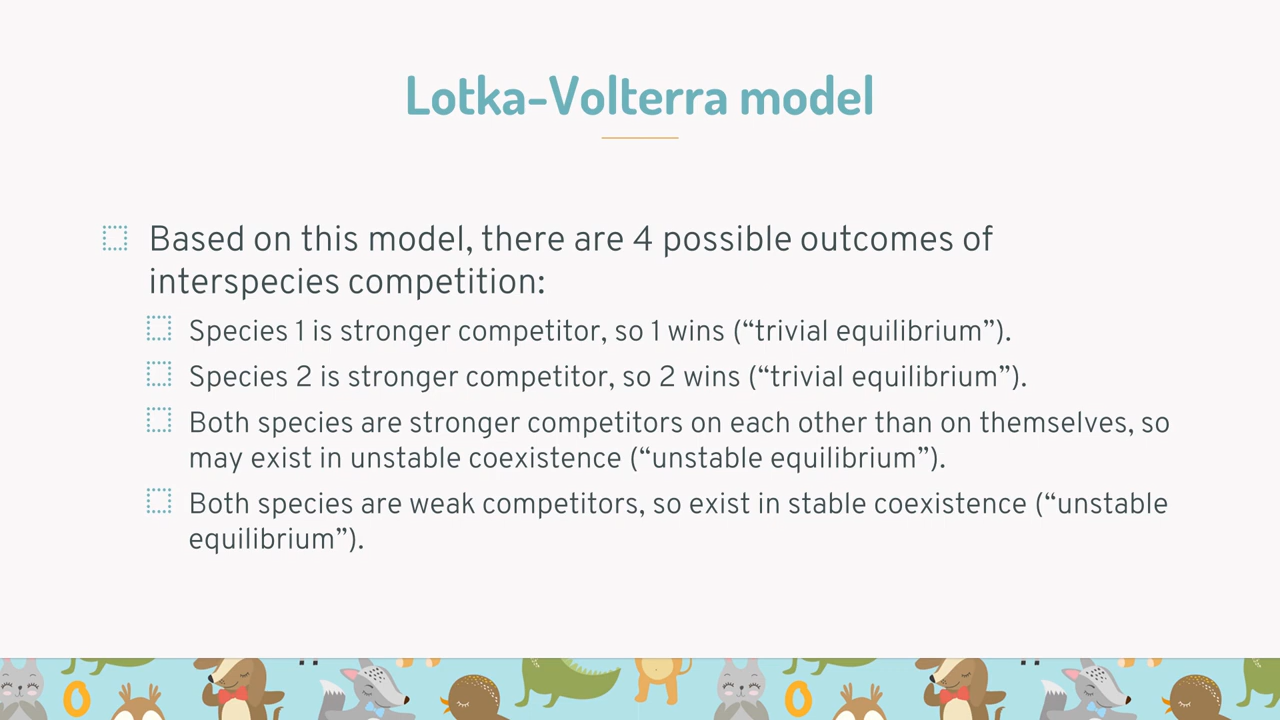 Lotka-Volterra model
Based on this model, there are 4 possible outcomes of
interspecies competition:
Species 1 is stronger competitor, so 1 wins (“trivial equilibrium”).
Species 2 is stronger competitor, so 2 wins (“trivial equilibrium”).
Both species are stronger competitors on each other than on themselves, so
may exist in unstable coexistence (“unstable equilibrium”).
Both species are weak competitors, so exist in stable coexistence (“unstable
equilibrium”).